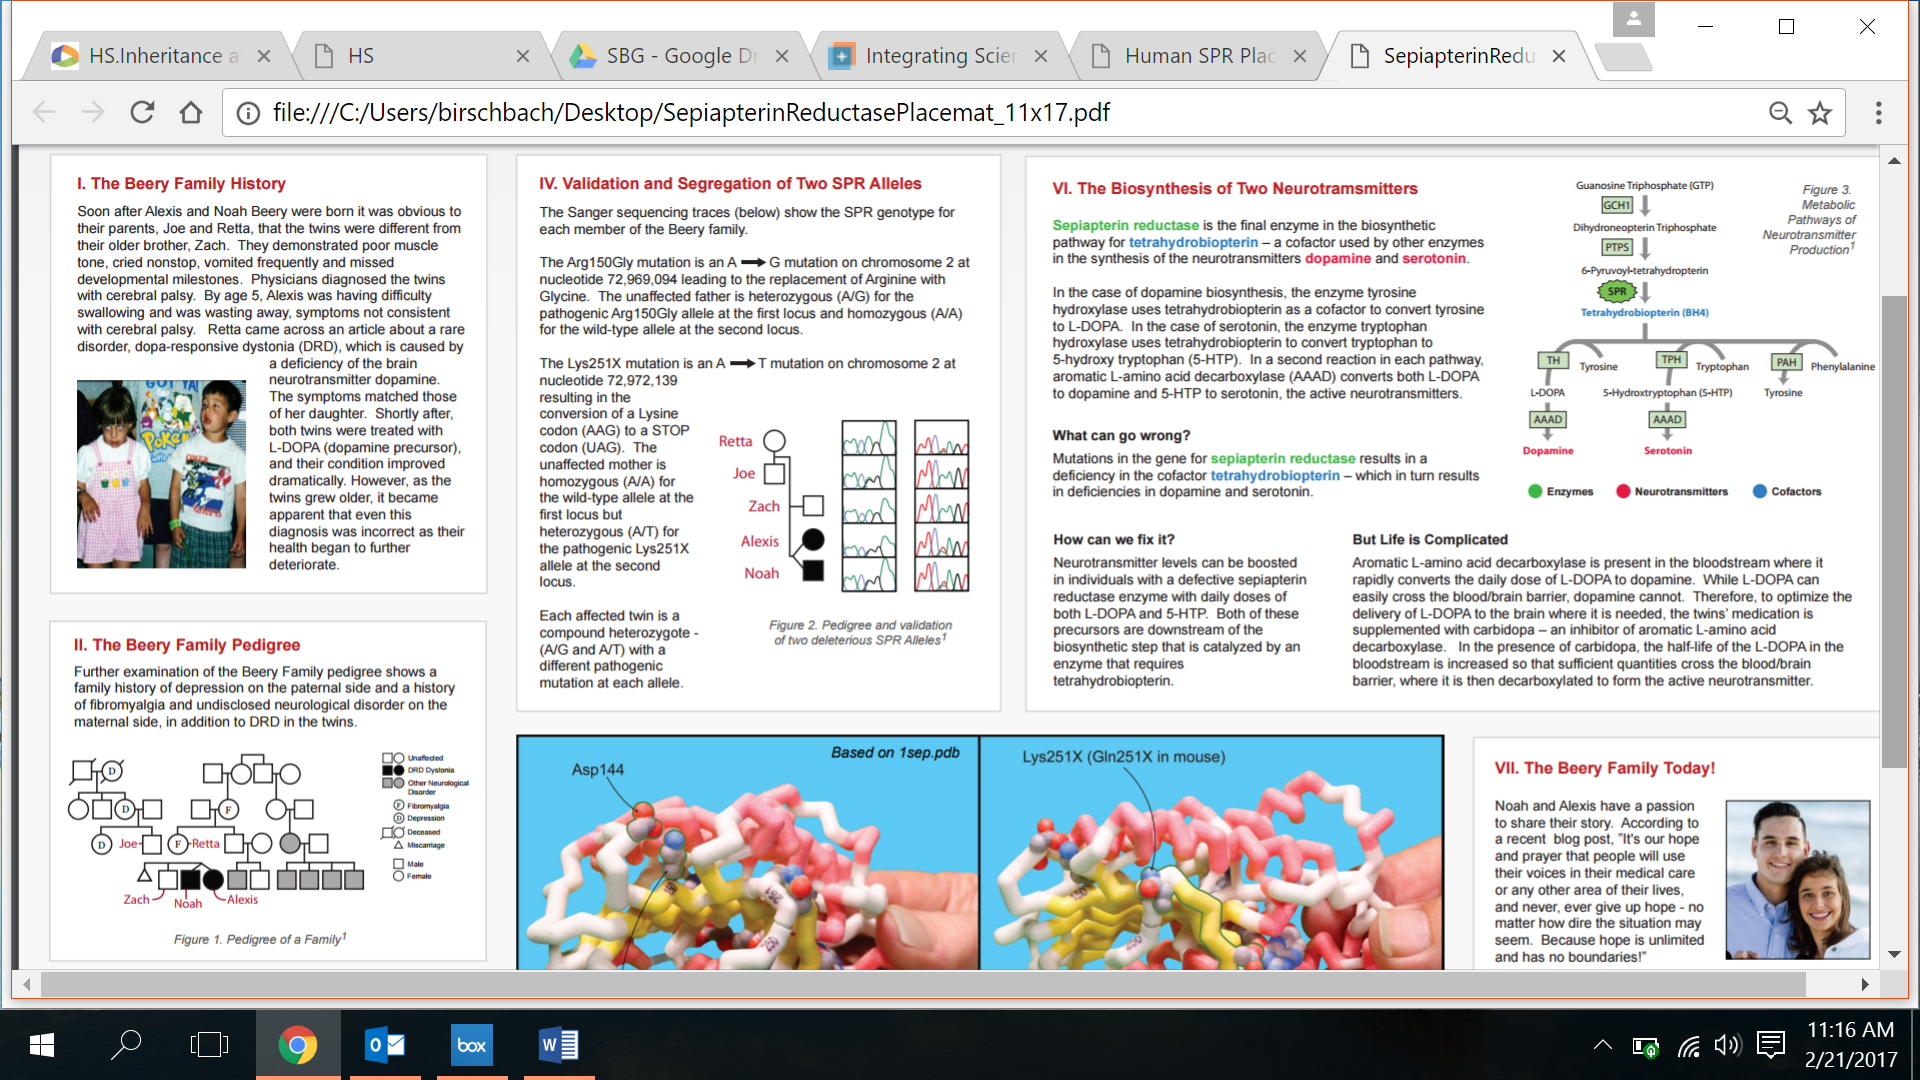 HS.Inheritance a
HS
SBG - Google Dr
Integrating Scien
Human SPR Plac
SepiapterinRedu
file:///C:/Users/birschbach/Desktop/SepiapterinReductasePlacemat_11x17.pdf
I. The Beery Family History
Soon after Alexis and Noah Beery were born it was obvious to
their parents, Joe and Retta, that the twins were different from
their older brother, Zach. They demonstrated poor muscle
tone, cried nonstop, vomited frequently and missed
developmental milestones. Physicians diagnosed the twins
with cerebral palsy. By age 5, Alexis was having difficulty
swallowing and was wasting away, symptoms not consistent
with cerebral palsy. Retta came across an article about a rare
disorder, dopa-responsive dystonia (DRD), which is caused by
a deficiency of the brain
neurotransmitter dopamine.
The symptoms matched those
of her daughter. Shortly after,
both twins were treated with
L-DOPA (dopamine precursor),
and their condition improved
dramatically. However, as the
twins grew older, it became
apparent that even this
diagnosis was incorrect as their
health began to further
deteriorate.
II. The Beery Family Pedigree
Further examination of the Beery Family pedigree shows a
family history of depression on the paternal side and a history
of fibromyalgia and undisclosed neurological disorder on the
maternal side, in addition to DRD in the twins.
D
D
F
D
Joe
F
Retta
Zach
Noah
Alexis
Unaffected
DRD Dystonia
Other Neurological
Disorder
F Fibromyalgia
D Depression
Deceased
Miscarriage
Male
Female
Figure 1. Pedigree of a Family1
IV. Validation and Segregation of Two SPR Alleles
The Sanger sequencing traces (below) show the SPR genotype for
each member of the Beery family.
The Arg150Gly mutation is an A → G mutation on chromosome 2 at
nucleotide 72,969,094 leading to the replacement of Arginine with
Glycine. The unaffected father is heterozygous (A/G) for the
pathogenic Arg150Gly allele at the first locus and homozygous (A/A)
for the wild-type allele at the second locus.
The Lys251X mutation is an A → T mutation on chromosome 2 at
nucleotide 72,972,139
resulting in the
conversion of a Lysine
codon (AAG) to a STOP
codon (UAG). The
unaffected mother is
homozygous (A/A) for
the wild-type allele at the
first locus but
heterozygous (A/T) for
the pathogenic Lys251X
allele at the second
locus.
Each affected twin is a
compound heterozygote -
(A/G and A/T) with a
different pathogenic
mutation at each allele.
Retta
Joe
Zach
Alexis
Noah
Figure 2. Pedigree and validation
of two deleterious SPR Alleles1
VI. The Biosynthesis of Two Neurotramsmitters
Sepiapterin reductase is the final enzyme in the biosynthetic
pathway for tetrahydrobiopterin – a cofactor used by other enzymes
in the synthesis of the neurotransmitters dopamine and serotonin.
In the case of dopamine biosynthesis, the enzyme tyrosine
hydroxylase uses tetrahydrobiopterin as a cofactor to convert tyrosine
to L-DOPA. In the case of serotonin, the enzyme tryptophan
hydroxylase uses tetrahydrobiopterin to convert tryptophan to
5-hydroxy tryptophan (5-HTP). In a second reaction in each pathway,
aromatic L-amino acid decarboxylase (AAAD) converts both L-DOPA
to dopamine and 5-HTP to serotonin, the active neurotransmitters.
What can go wrong?
Mutations in the gene for sepiapterin reductase results in a
deficiency in the cofactor tetrahydrobiopterin – which in turn results
in deficiencies in dopamine and serotonin.
Guanosine Triphosphate (GTP)
GCH1
Dihydroneopterin Triphosphate
PTPS
6-Pyruvoyl-tetrahydropterin
SPR
Tetrahydrobiopterin (BH4)
TH Tyrosine TPH Tryptophan PAH Phenylalanine
L-DOPA 5-Hydroxtryptophan (5-HTP) Tyrosine
AAAD AAAD
Dopamine Serotonin
Enzymes Neurotransmitters Cofactors
Figure 3.
Metabolic
Pathways of
Neurotransmitter
Production1
How can we fix it?
Neurotransmitter levels can be boosted
in individuals with a defective sepiapterin
reductase enzyme with daily doses of
both L-DOPA and 5-HTP. Both of these
precursors are downstream of the
biosynthetic step that is catalyzed by an
enzyme that requires
tetrahydrobiopterin.
But Life is Complicated
Aromatic L-amino acid decarboxylase is present in the bloodstream where it
rapidly converts the daily dose of L-DOPA to dopamine. While L-DOPA can
easily cross the blood/brain barrier, dopamine cannot. Therefore, to optimize the
delivery of L-DOPA to the brain where it is needed, the twins' medication is
supplemented with carbidopa – an inhibitor of aromatic L-amino acid
decarboxylase. In the presence of carbidopa, the half-life of the L-DOPA in the
bloodstream is increased so that sufficient quantities cross the blood/brain
barrier, where it is then decarboxylated to form the active neurotransmitter.
Based on 1sep.pdb
Asp144
Lys251X (Gln251X in mouse)
VII. The Beery Family Today!
Noah and Alexis have a passion
to share their story. According to
a recent blog post, "It's our hope
and prayer that people will use
their voices in their medical care
or any other area of their lives,
and never, ever give up hope - no
matter how dire the situation may
seem. Because hope is unlimited
and has no boundaries!"
box
11:16 AM
2/21/2017